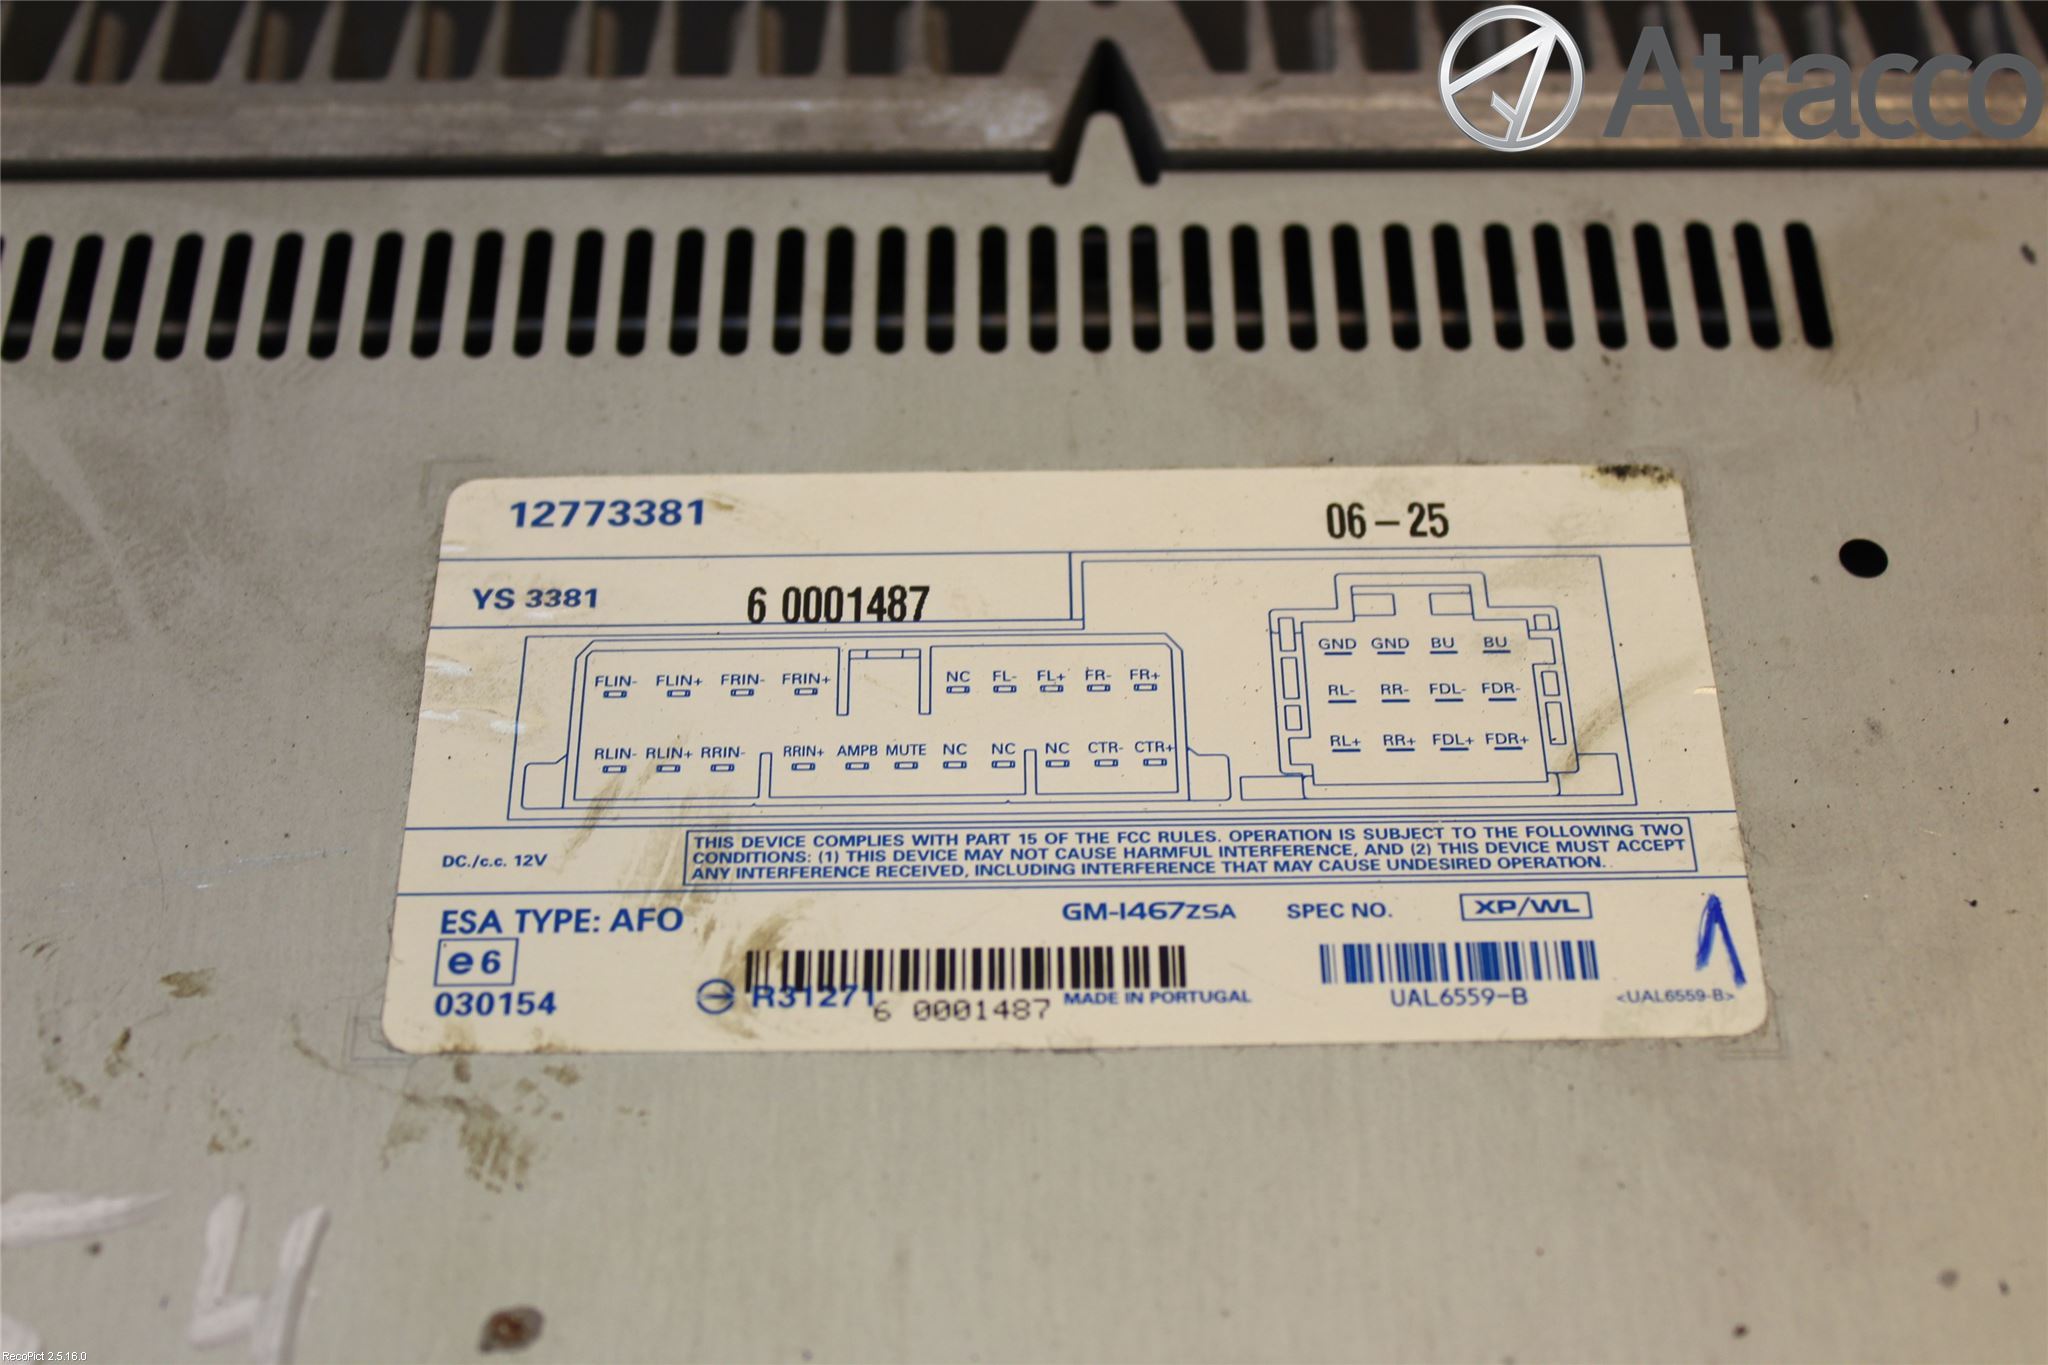 Atracco
12773381 06-25
YS 3381 6 0001487
GND GND BU BU
FLIN- FLIN+ FRIN- FRIN+ NC FL- FL+ FR- FR+
RL- RR- FDL- FDR-
RLIN- RLIN+ RRIN- RRIN+ AMPB MUTE NC NC NC CTR- CTR+
RL+ RR+ FDL+ FDR+
DC./c.c. 12V
THIS DEVICE COMPLIES WITH PART 15 OF THE FCC RULES. OPERATION IS SUBJECT TO THE FOLLOWING TWO
CONDITIONS: (1) THIS DEVICE MAY NOT CAUSE HARMFUL INTERFERENCE, AND (2) THIS DEVICE MUST ACCEPT
ANY INTERFERENCE RECEIVED, INCLUDING INTERFERENCE THAT MAY CAUSE UNDESIRED OPERATION.
ESA TYPE: AFO GM-I467ZSA SPEC NO. XP/WL
e6
030154 R31271 6 0001487 MADE IN PORTUGAL UAL6559-B <UAL6559-B>
4
RecoPict 2.5.16.0